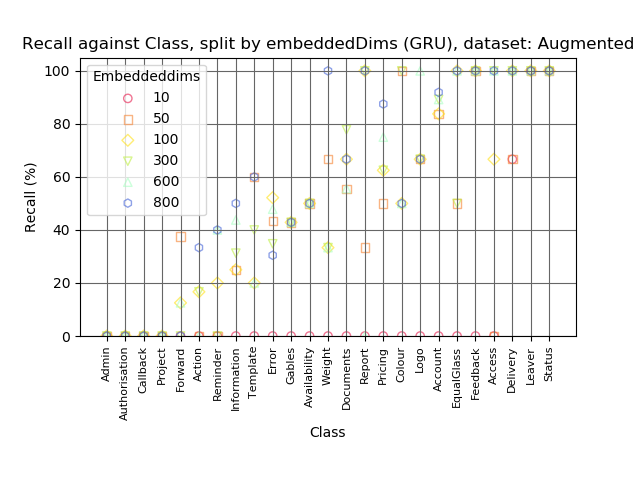 Recall against Class, split by embeddedDims (GRU), dataset: Augmented
Embeddeddims
10
50
100
300
600
800
Recall (%)
100
80
60
40
20
0
Admin
Authorisation
Callback
Project
Forward
Action
Reminder
Information
Template
Error
Gables
Availability
Weight
Documents
Report
Pricing
Colour
Logo
Account
EqualGlass
Feedback
Access
Delivery
Leaver
Status
Class